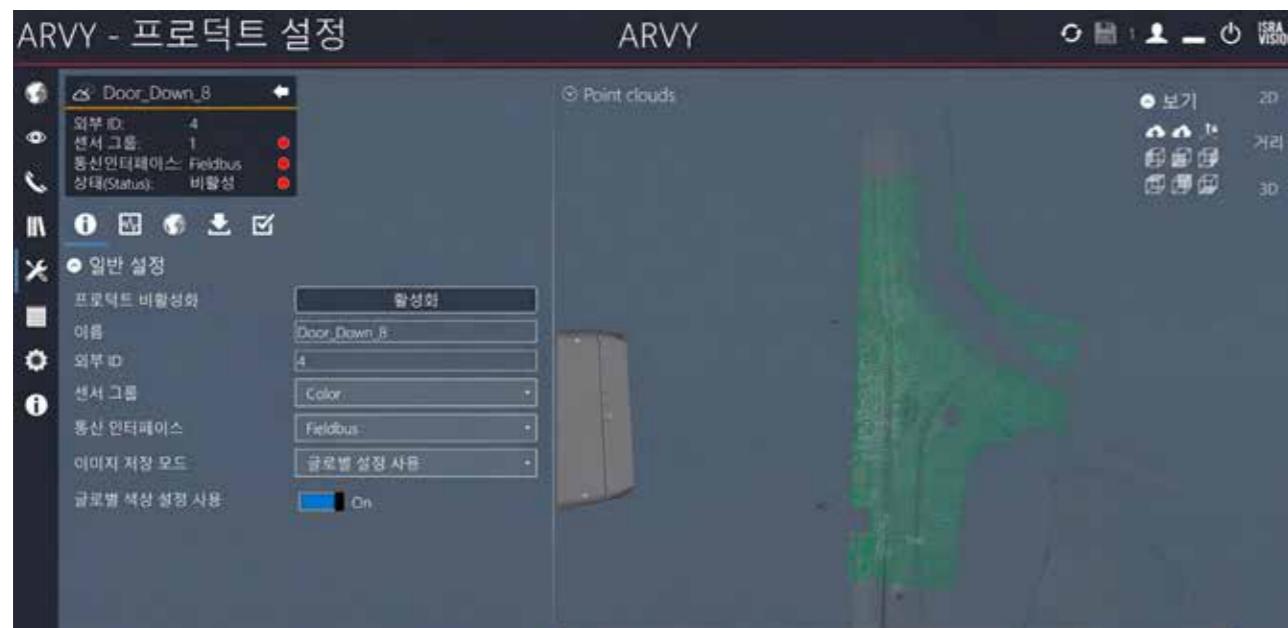 ARVY - 프로덕트 설정
ARVY
1
ISRA
VISIO
Door_Down_8
외부 ID: 4
센서 그룹: 1
통신인터페이스: Fieldbus
상태(Status): 비활성
일반 설정
프로덕트 비활성화 활성화
이름 Door_Down_8
외부 ID 4
센서 그룹 Color
통신 인터페이스 Fieldbus
이미지 저장 모드 글로벌 설정 사용
글로벌 색상 설정 사용 On
Point clouds
보기
2D
거리
3D